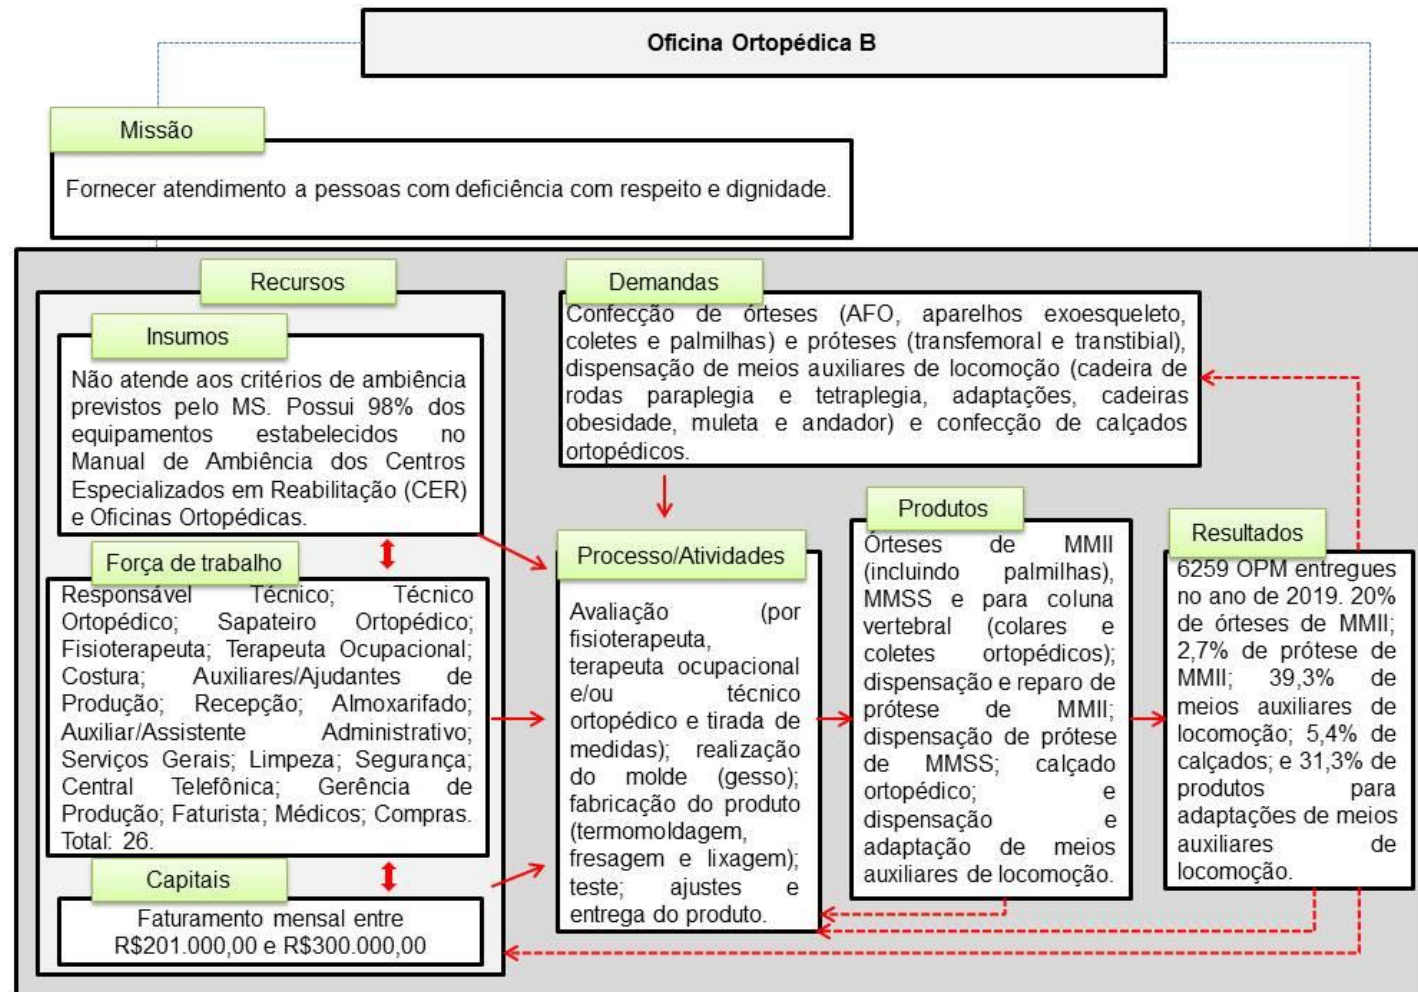 Oficina Ortopédica B
Missão
Fornecer atendimento a pessoas com deficiência com respeito e dignidade.
Recursos
Insumos
Não atende aos critérios de ambiência
previstos pelo MS. Possui 98% dos
equipamentos estabelecidos no
Manual de Ambiência dos Centros
Especializados em Reabilitação (CER)
e Oficinas Ortopédicas.
Força de trabalho
Responsável Técnico; Técnico
Ortopédico; Sapateiro Ortopédico;
Fisioterapeuta; Terapeuta Ocupacional;
Costura; Auxiliares/Ajudantes de
Produção; Recepção; Almoxarifado;
Auxiliar/Assistente Administrativo;
Serviços Gerais; Limpeza; Segurança;
Central Telefônica; Gerência de
Produção; Faturista; Médicos; Compras.
Total: 26.
Capitais
Faturamento mensal entre
R$201.000,00 e R$300.000,00
Demandas
Confecção de órteses (AFO, aparelhos exoesqueleto,
coletes e palmilhas) e próteses (transfemoral e transtibial),
dispensação de meios auxiliares de locomoção (cadeira de
rodas paraplegia e tetraplegia, adaptações, cadeiras
obesidade, muleta e andador) e confecção de calçados
ortopédicos.
Processo/Atividades
Avaliação (por
fisioterapeuta,
terapeuta ocupacional
e/ou técnico
ortopédico e tirada de
medidas); realização
do molde (gesso);
fabricação do produto
(termomoldagem,
fresagem e lixagem);
teste; ajustes e
entrega do produto.
Produtos
Órteses de MMII
(incluindo palmilhas),
MMSS e para coluna
vertebral (colares e
coletes ortopédicos);
dispensação e reparo de
prótese de MMII;
dispensação de prótese
de MMSS; calçado
ortopédico; e
dispensação e
adaptação de meios
auxiliares de locomoção.
Resultados
6259 OPM entregues
no ano de 2019. 20%
de órteses de MMII;
2,7% de prótese de
MMII; 39,3% de
meios auxiliares de
locomoção; 5,4% de
calçados; e 31,3% de
produtos para
adaptações de meios
auxiliares de
locomoção.